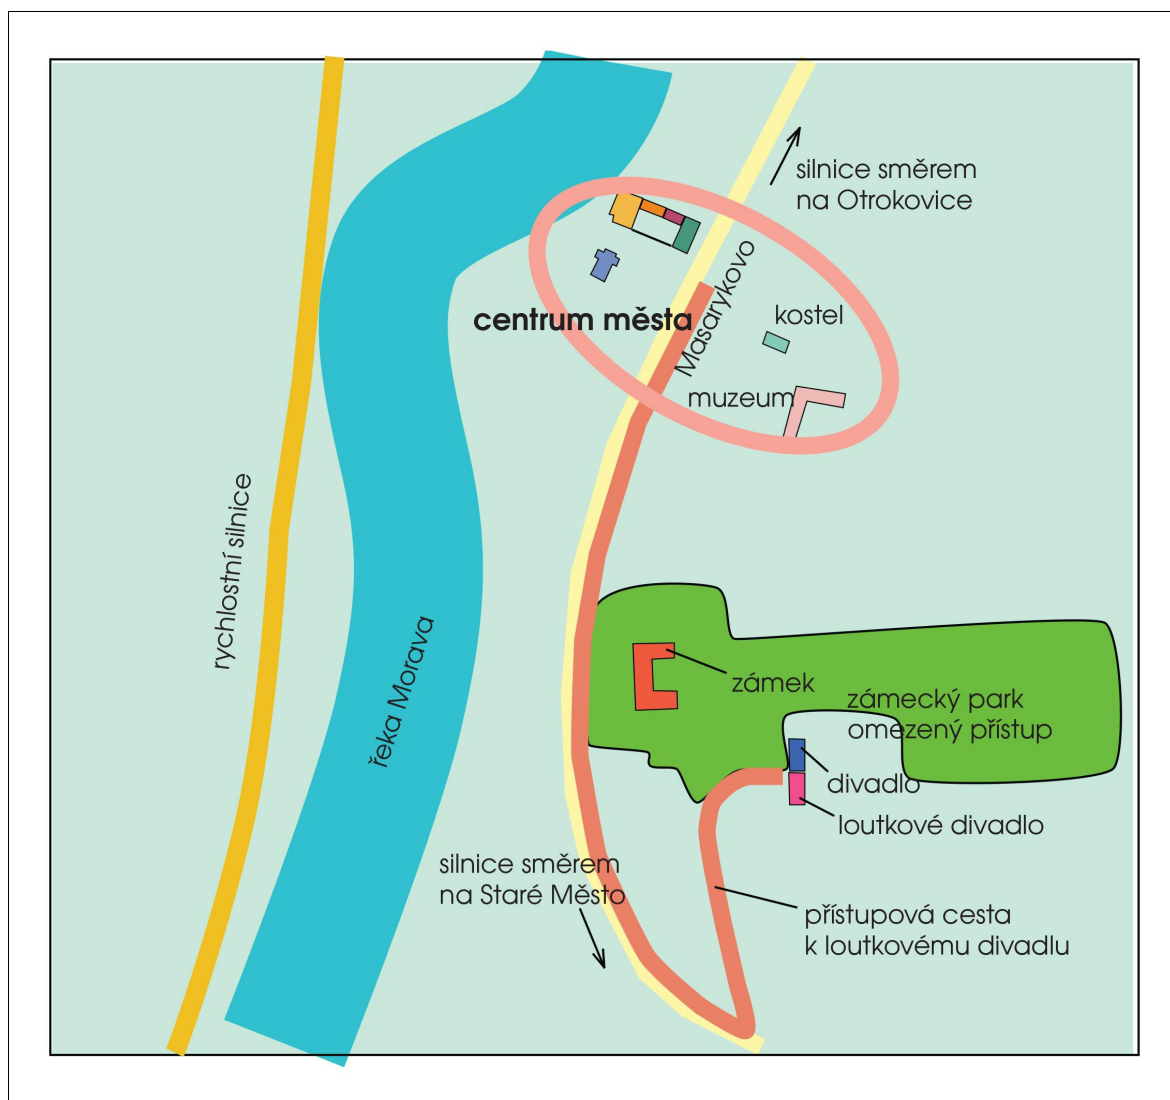 silnice směrem
na Otrokovice
Masarykovo
kostel
centrum města
muzeum
rychlostní silnice
řeka Morava
zámek
zámecký park
omezený přístup
divadlo
loutkové divadlo
silnice směrem
na Staré Město
přístupová cesta
k loutkovému divadlu